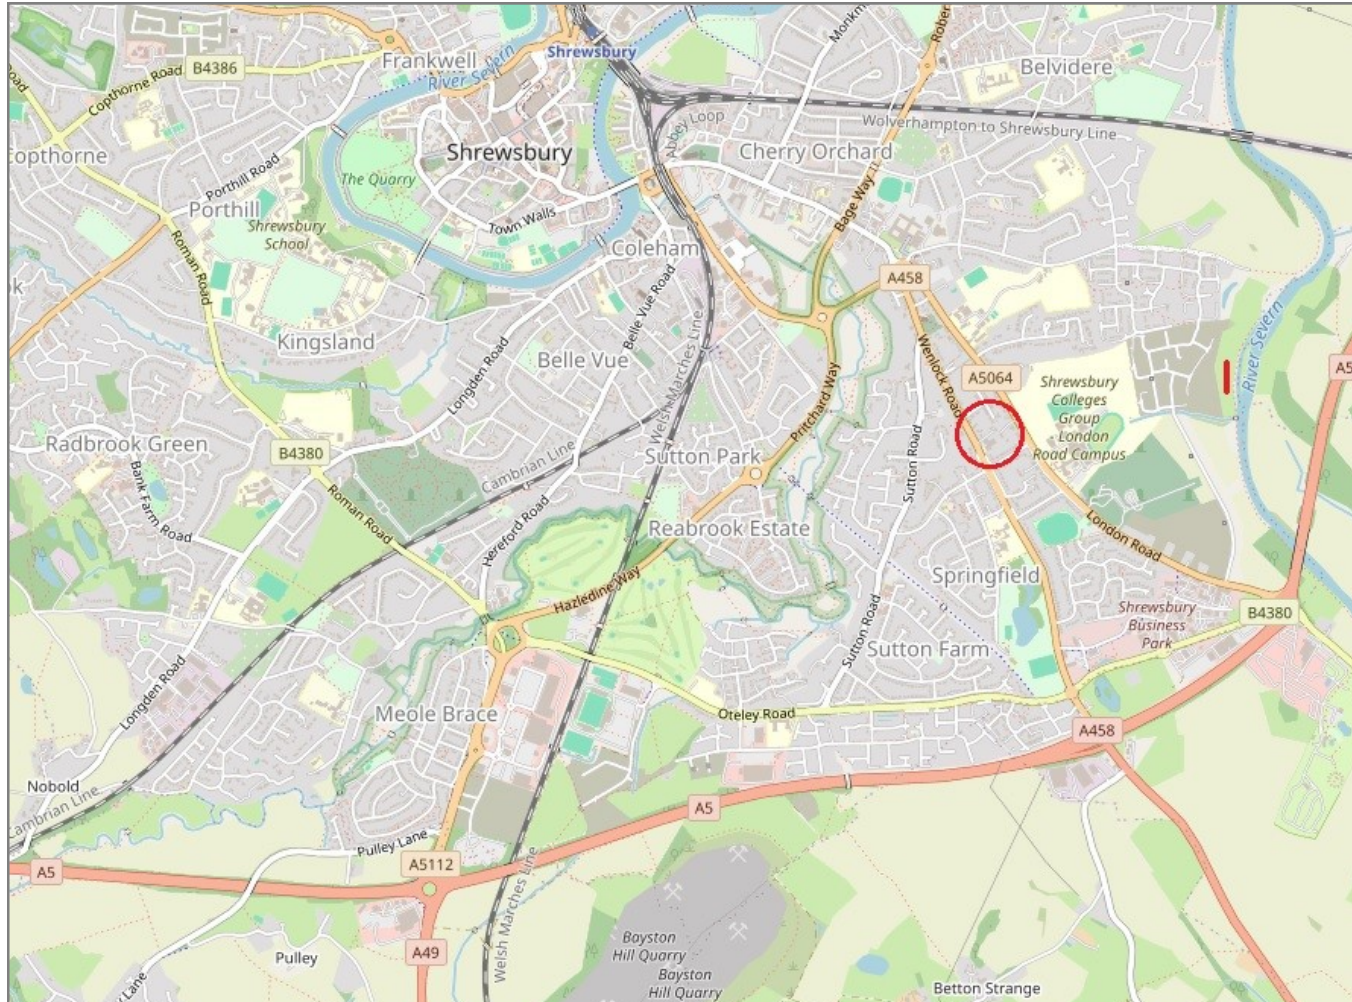 Frankwell
River Severn
Shrewsbury
Belvidere
B4386
Copthorne Road
Abbey Loop
Wolverhampton to Shrewsbury Line
Shrewsbury
Cherry Orchard
Porthill Road
The Quarry
Porthill
Shrewsbury
School
Town Walls
Bage Way
Roman Road
Coleham
A458
River Severn
Kingsland
Belle Vue Road
Belle Vue
Longden Road
Welsh Marches Line
Wenlock Road
A5064
Shrewsbury
Colleges
Group
London
Road Campus
A5
Pritchard Way
Radbrook Green
B4380
Cambrian Line
Sutton Park
Sutton Road
Bank Farm Road
Roman Road
Hereford Road
Reabrook Estate
London Road
Hazledine Way
Springfield
Shrewsbury
Business
Park
B4380
Sutton Road
Sutton Farm
Longden Road
Meole Brace
Oteley Road
A458
Nobold
Cambrian Line
A5
Pulley Lane
A5
A5112
Welsh Marches Line
Bayston
Hill Quarry
Pulley
A49
Bayston
Hill Quarry
Betton Strange